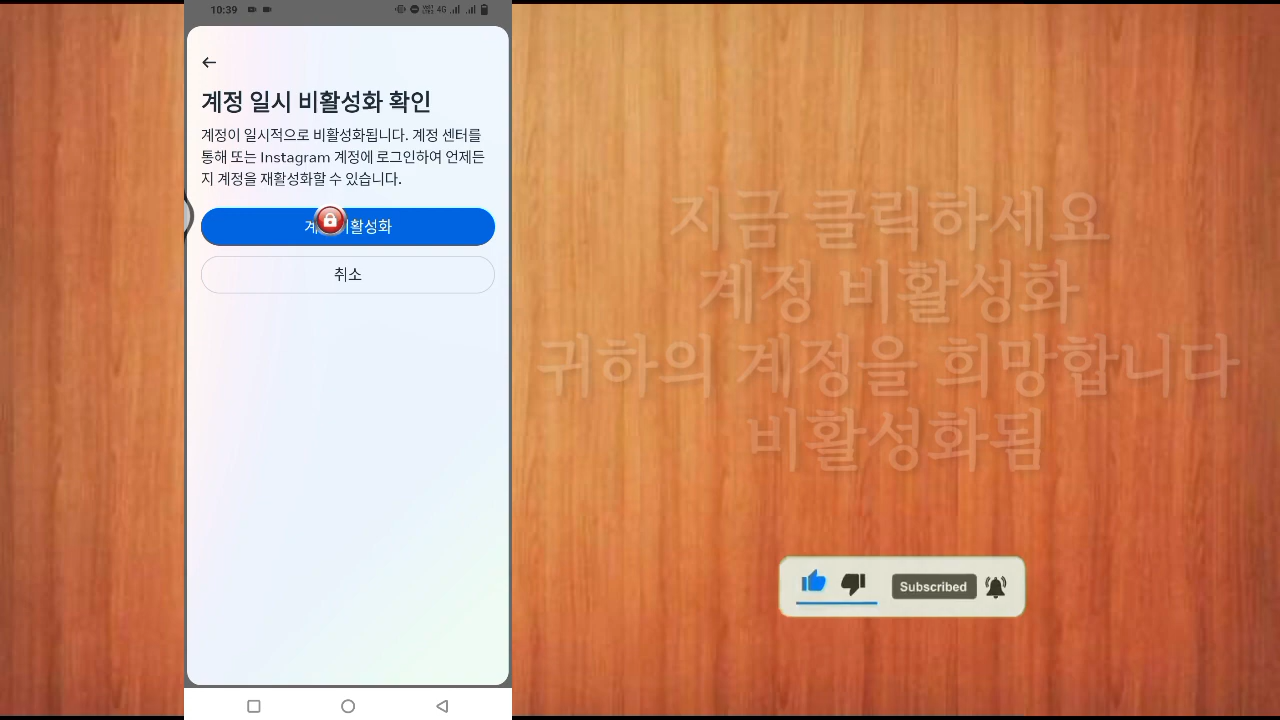 10:39
4G
계정 일시 비활성화 확인
계정이 일시적으로 비활성화됩니다. 계정 센터를
통해 또는 Instagram 계정에 로그인하여 언제든
지 계정을 재활성화할 수 있습니다.
비활성화
취소
지금 클릭하세요
계정 비활성화
귀하의 계정을 희망합니다
비활성화됨
Subscribed